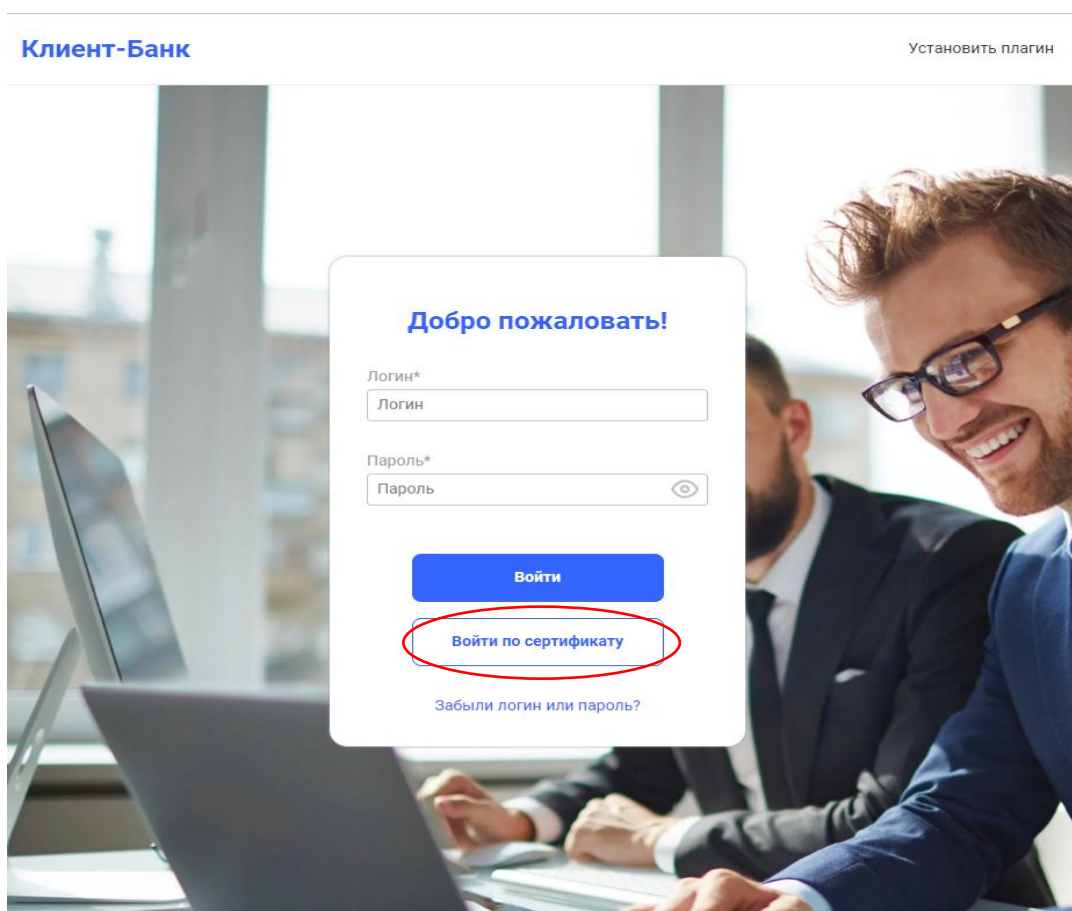 Клиент-Банк
Установить плагин
Добро пожаловать!
Логин*
Логин
Пароль*
Пароль
Войти
Войти по сертификату
Забыли логин или пароль?